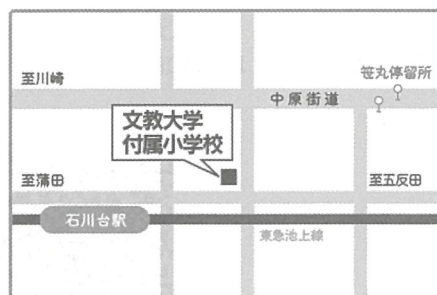 至川崎
笹丸停留所
中原街道
文教大学
付属小学校
至蒲田
至五反田
石川台駅
東急池上線